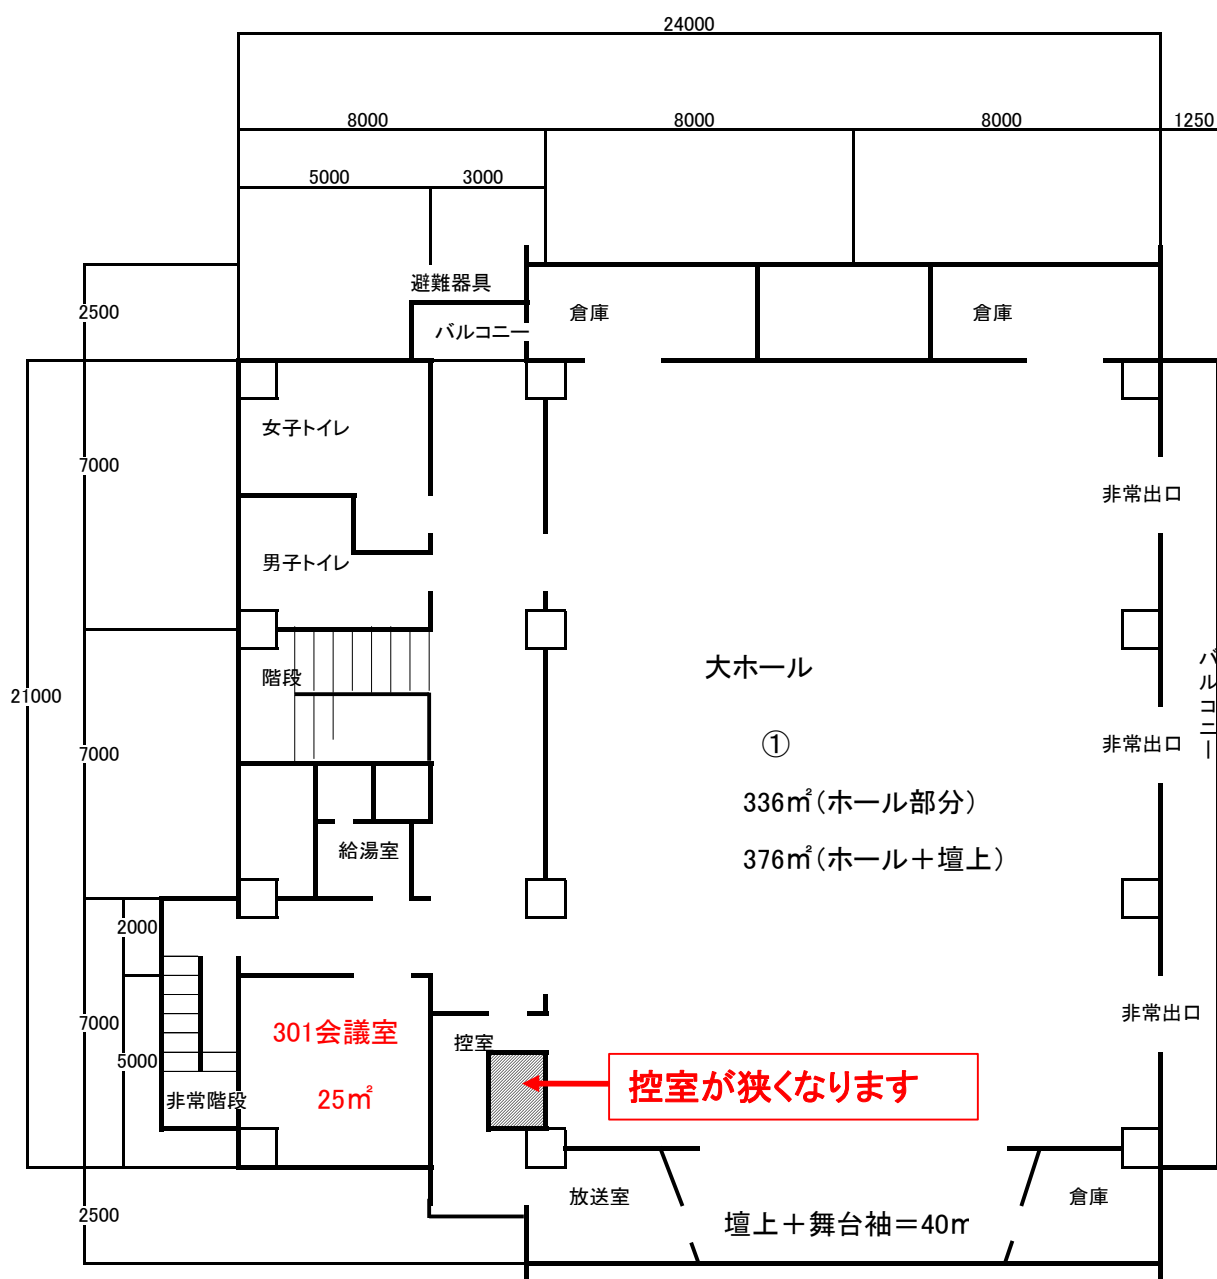 24000
8000
8000
8000
1250
5000
3000
避難器具
2500
バルコニー
倉庫
倉庫
女子トイレ
7000
非常出口
男子トイレ
大ホール
階段
バルコニー
21000
7000
①
非常出口
336㎡(ホール部分)
給湯室
376㎡(ホール+壇上)
2000
7000
301会議室
控室
非常出口
5000
控室が狭くなります
非常階段
25㎡
放送室
倉庫
2500
壇上+舞台袖=40m